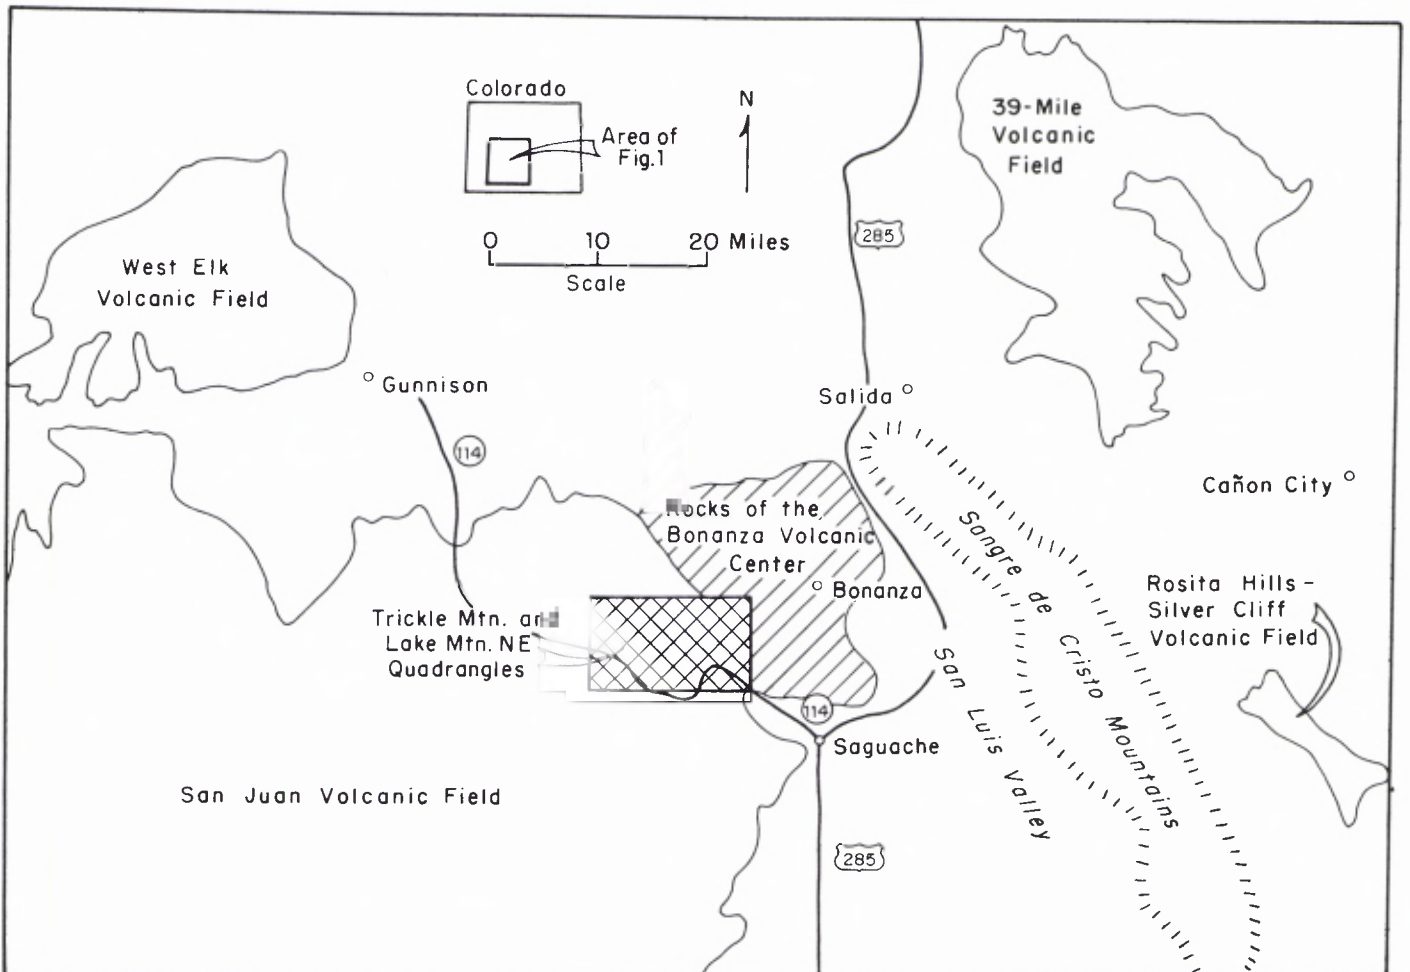 Colorado
Area of
Fig.1
N
0 10 20 Miles
Scale
39-Mile
Volcanic
Field
285
West Elk
Volcanic Field
Gunnison
114
Salida
Cañon City
Rocks of the
Bonanza Volcanic
Center
Bonanza
Sangre de Cristo Mountains
Rosita Hills-
Silver Cliff
Volcanic Field
Trickle Mtn.
Lake Mtn. NE
Quadrangles
San Luis Valley
114
Saguache
San Juan Volcanic Field
285